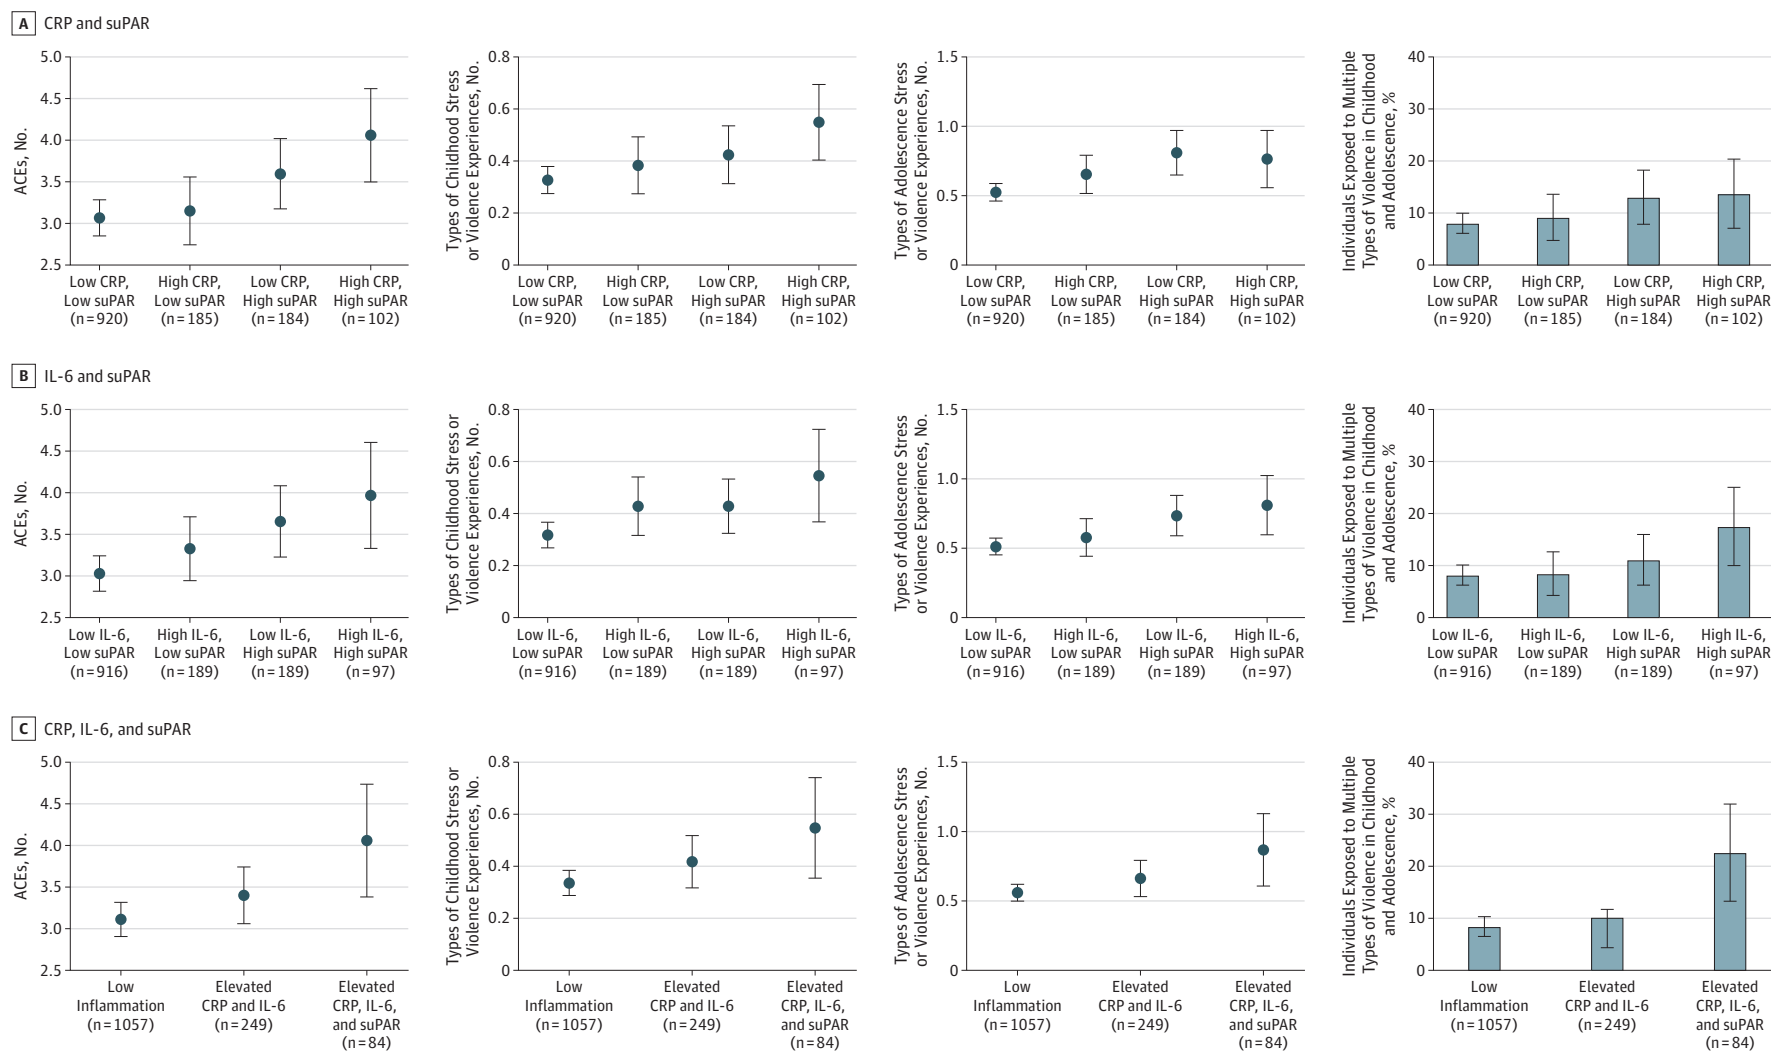 A CRP and suPAR
ACEs, No.
5.0
4.5
4.0
3.5
3.0
2.5
Low CRP, Low suPAR (n=920)
High CRP, Low suPAR (n=185)
Low CRP, High suPAR (n=184)
High CRP, High suPAR (n=102)
Types of Childhood Stress
or Violence Experiences, No.
0.8
0.6
0.4
0.2
0
Low CRP, Low suPAR (n=920)
High CRP, Low suPAR (n=185)
Low CRP, High suPAR (n=184)
High CRP, High suPAR (n=102)
Types of Adolescence Stress
or Violence Experiences, No.
1.5
1.0
0.5
0
Low CRP, Low suPAR (n=920)
High CRP, Low suPAR (n=185)
Low CRP, High suPAR (n=184)
High CRP, High suPAR (n=102)
Individuals Exposed to Multiple
Types of Violence in Childhood
and Adolescence, %
40
30
20
10
0
Low CRP, Low suPAR (n=920)
High CRP, Low suPAR (n=185)
Low CRP, High suPAR (n=184)
High CRP, High suPAR (n=102)
B IL-6 and suPAR
ACEs, No.
5.0
4.5
4.0
3.5
3.0
2.5
Low IL-6, Low suPAR (n=916)
High IL-6, Low suPAR (n=189)
Low IL-6, High suPAR (n=189)
High IL-6, High suPAR (n=97)
Types of Childhood Stress or
Violence Experiences, No.
0.8
0.6
0.4
0.2
0
Low IL-6, Low suPAR (n=916)
High IL-6, Low suPAR (n=189)
Low IL-6, High suPAR (n=189)
High IL-6, High suPAR (n=97)
Types of Adolescence Stress
or Violence Experiences, No.
1.5
1.0
0.5
0
Low IL-6, Low suPAR (n=916)
High IL-6, Low suPAR (n=189)
Low IL-6, High suPAR (n=189)
High IL-6, High suPAR (n=97)
Individuals Exposed to Multiple
Types of Violence in Childhood
and Adolescence, %
40
30
20
10
0
Low IL-6, Low suPAR (n=916)
High IL-6, Low suPAR (n=189)
Low IL-6, High suPAR (n=189)
High IL-6, High suPAR (n=97)
C CRP, IL-6, and suPAR
ACEs, No.
5.0
4.5
4.0
3.5
3.0
2.5
Low Inflammation (n=1057)
Elevated CRP and IL-6 (n=249)
Elevated CRP, IL-6, and suPAR (n=84)
Types of Childhood Stress or
Violence Experiences, No.
0.8
0.6
0.4
0.2
0
Low Inflammation (n=1057)
Elevated CRP and IL-6 (n=249)
Elevated CRP, IL-6, and suPAR (n=84)
Types of Adolescence Stress
or Violence Experiences, No.
1.5
1.0
0.5
0
Low Inflammation (n=1057)
Elevated CRP and IL-6 (n=249)
Elevated CRP, IL-6, and suPAR (n=84)
Individuals Exposed to Multiple
Types of Violence in Childhood
and Adolescence, %
40
30
20
10
0
Low Inflammation (n=1057)
Elevated CRP and IL-6 (n=249)
Elevated CRP, IL-6, and suPAR (n=84)